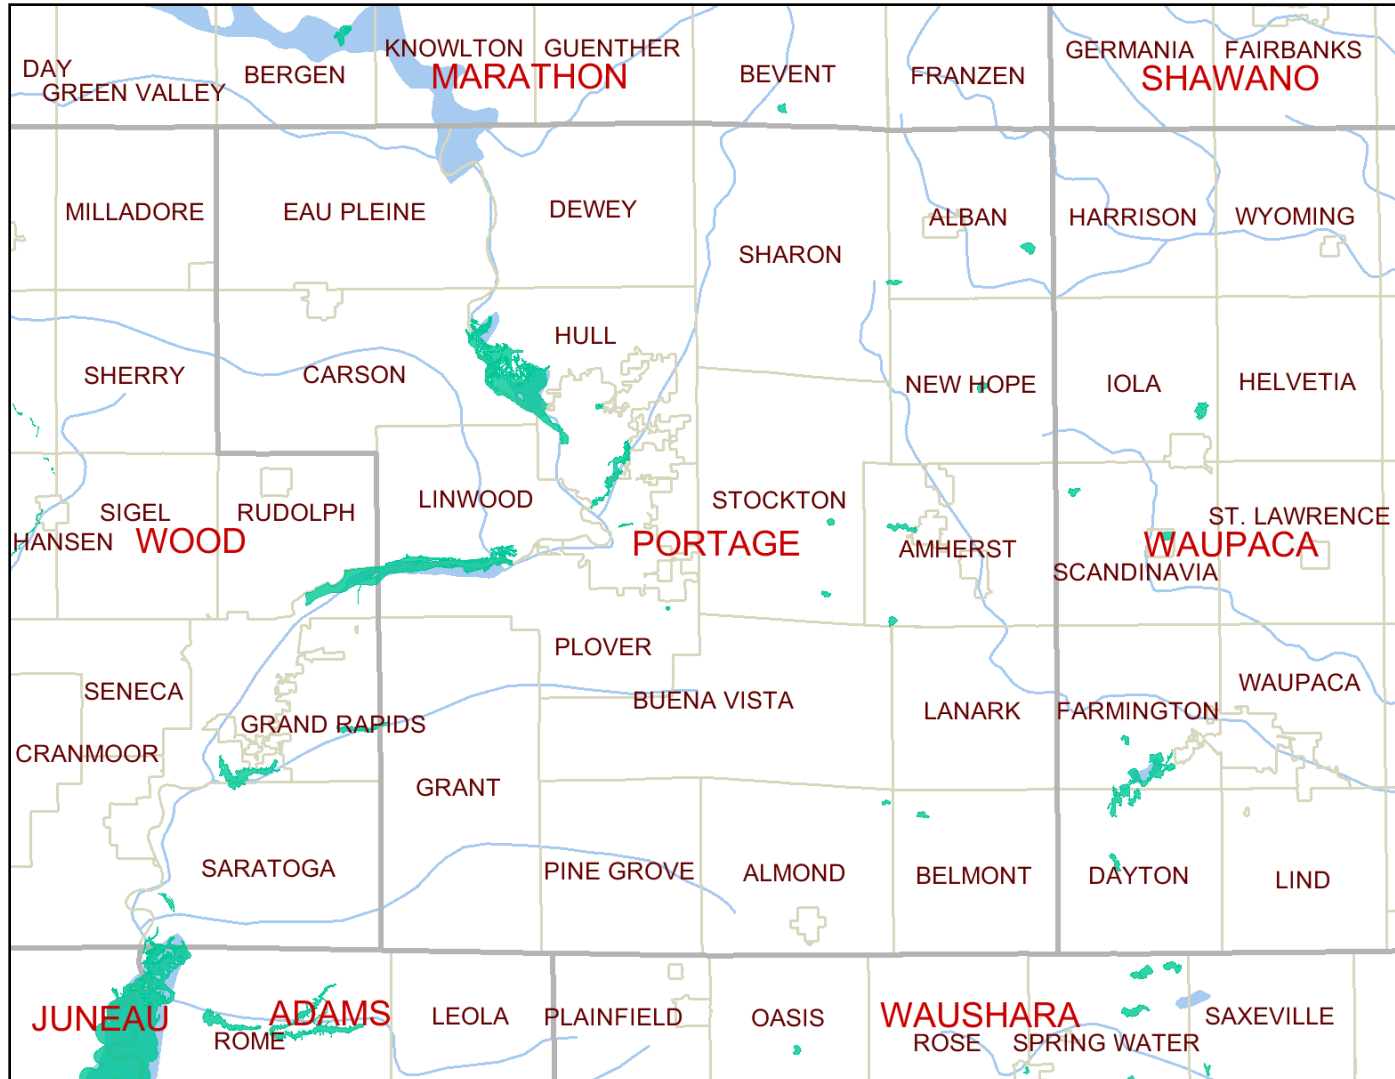 KNOWLTON GUENTHER
GERMANIA FAIRBANKS
DAY
BERGEN
MARATHON
BEVENT
FRANZEN
SHAWANO
GREEN VALLEY
MILLADORE
EAU PLEINE
DEWEY
ALBAN
HARRISON
WYOMING
SHARON
HULL
SHERRY
CARSON
NEW HOPE
IOLA
HELVETIA
LINWOOD
STOCKTON
SIGEL
RUDOLPH
ST. LAWRENCE
HANSEN
WOOD
PORTAGE
AMHERST
WAUPACA
SCANDINAVIA
PLOVER
SENECA
WAUPACA
BUENA VISTA
LANARK
FARMINGTON
GRAND RAPIDS
CRANMOOR
GRANT
SARATOGA
PINE GROVE
ALMOND
BELMONT
DAYTON
LIND
JUNEAU
ADAMS
LEOLA
PLAINFIELD
OASIS
WAUSHARA
SAXEVILLE
ROME
ROSE
SPRING WATER